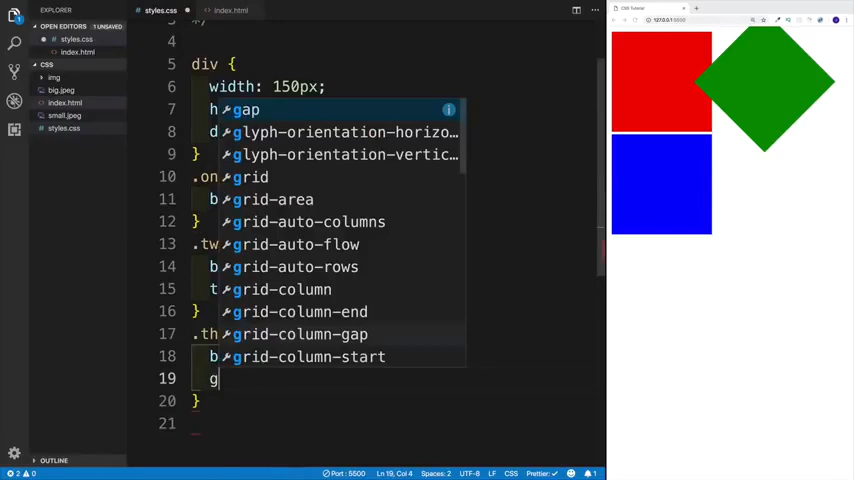 EXPLORER
styles.css
index.html
CSS Tutorial
127.0.0.1:5500
OPEN EDITORS 1 UNSAVED
styles.css
index.html
CSS
img
big.jpeg
index.html
small.jpeg
styles.css
OUTLINE
3 */
4
5 div {
6 width: 150px;
7 h
8 d
9 }
10 .on
11 b
12 }
13 .tw
14 b
15 t
16 }
17 .th
18 b
19 g
20 }
21
gap
glyph-orientation-horizo…
glyph-orientation-vertic…
grid
grid-area
grid-auto-columns
grid-auto-flow
grid-auto-rows
grid-column
grid-column-end
grid-column-gap
grid-column-start
2 0
Port : 5500
Ln 19, Col 4
Spaces: 2
UTF-8
LF
CSS
Prettier: ✓
1